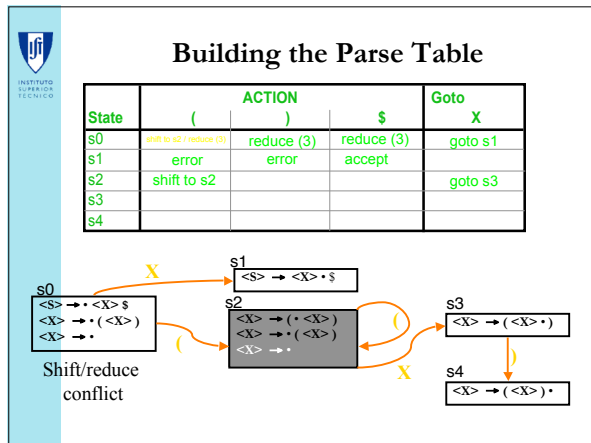 INSTITUTO
SUPERIOR
TÉCNICO
Building the Parse Table
ACTION Goto
State ( ) $ X
s0 shift to s2 / reduce (3) reduce (3) reduce (3) goto s1
s1 error error accept
s2 shift to s2 goto s3
s3
s4
s1
X
<S> → <X> • $
s0
<S> → • <X> $
<X> → • ( <X> )
<X> → •
(
Shift/reduce
conflict
s2
<X> → ( • <X> )
<X> → • ( <X> )
<X> → •
(
X
s3
<X> → ( <X> • )
)
s4
<X> → ( <X> ) •